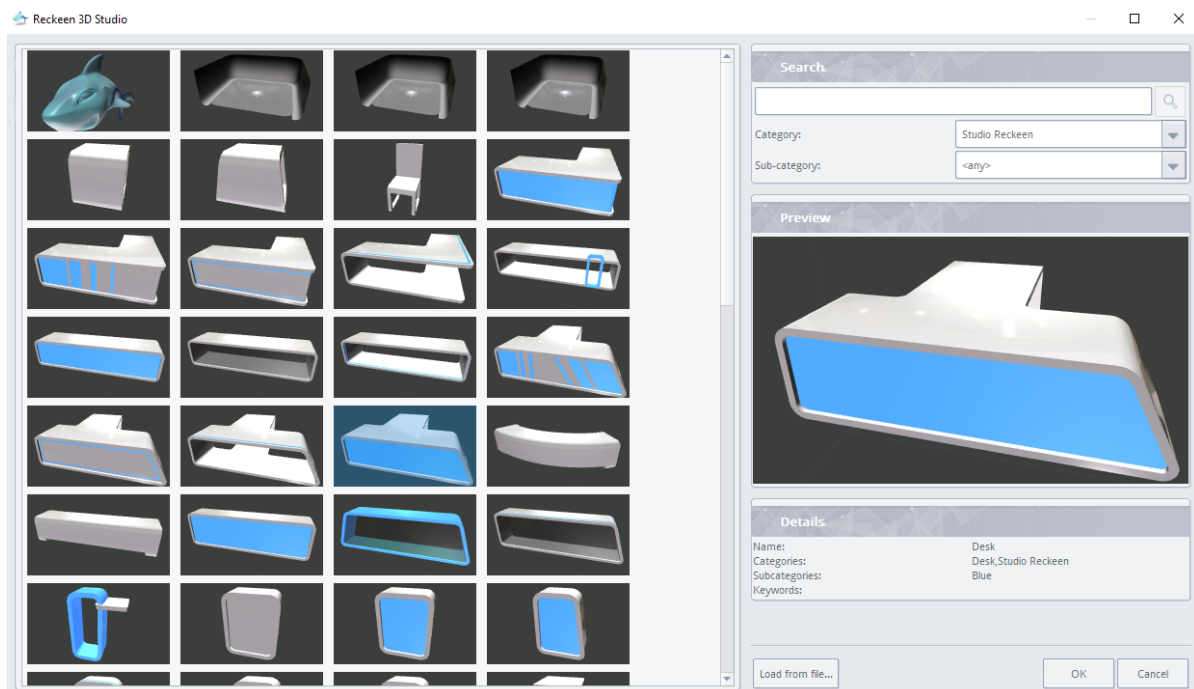 Reckeen 3D Studio
Search
Category:
Studio Reckeen
Sub-category:
<any>
Preview
Details
Name:
Desk
Categories:
Desk,Studio Reckeen
Subcategories:
Blue
Keywords:
Load from file...
OK
Cancel